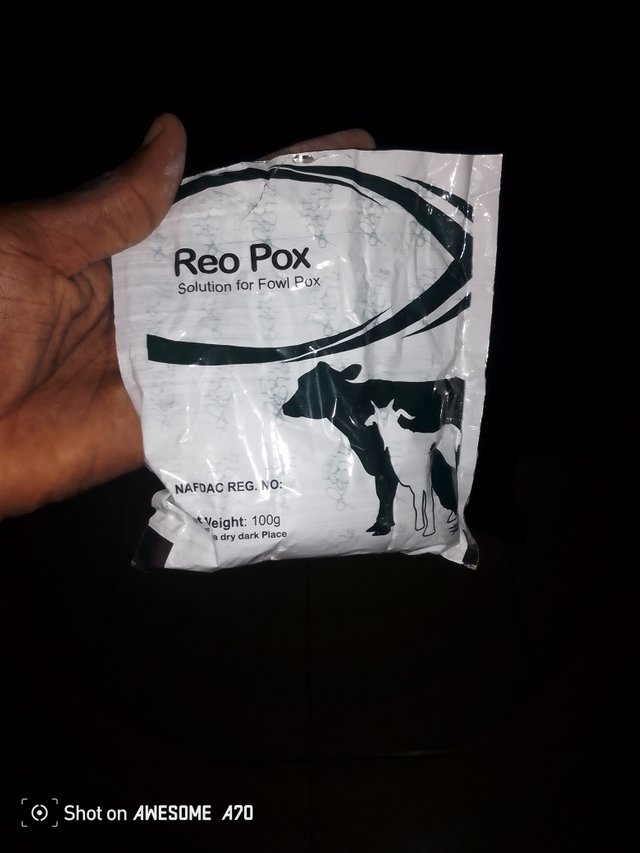 Reo Pox
Solution for Fowl Pox
NAFDAC REG. NO:
Weight: 100g
a dry dark Place
Shot on AWESOME A70